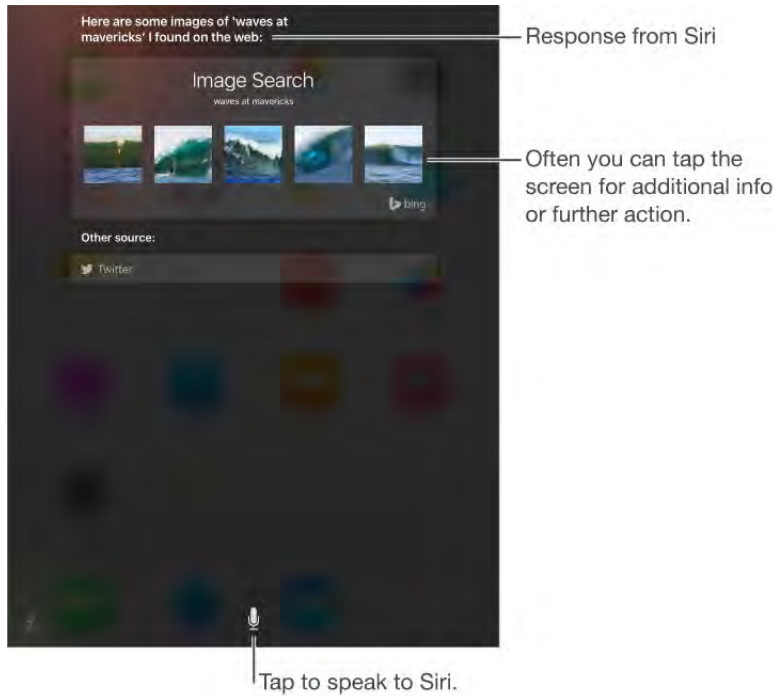 Here are some images of 'waves at
mavericks' I found on the web:
Response from Siri
Image Search
waves at mavericks
Often you can tap the
screen for additional info
or further action.
bing
Other source:
Twitter
?
Tap to speak to Siri.